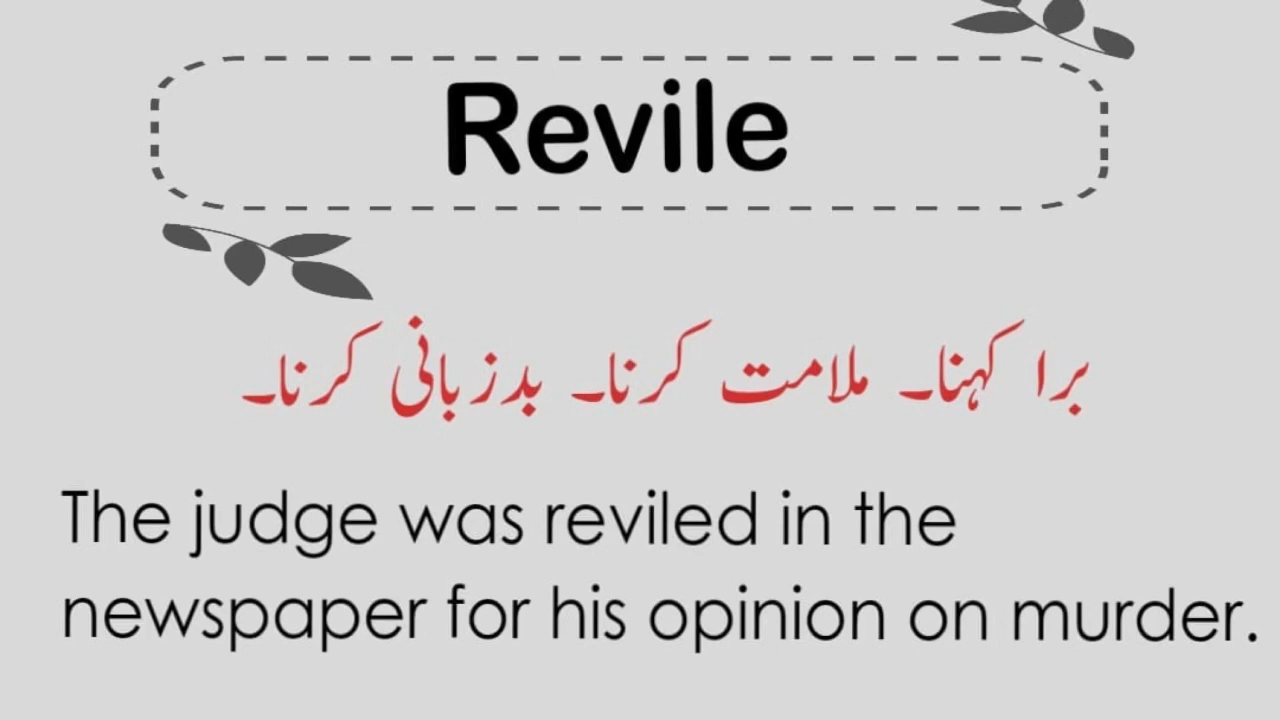 Revile
برا کہنا۔ ملامت کرنا۔ بدزبانی کرنا۔
The judge was reviled in the
newspaper for his opinion on murder.